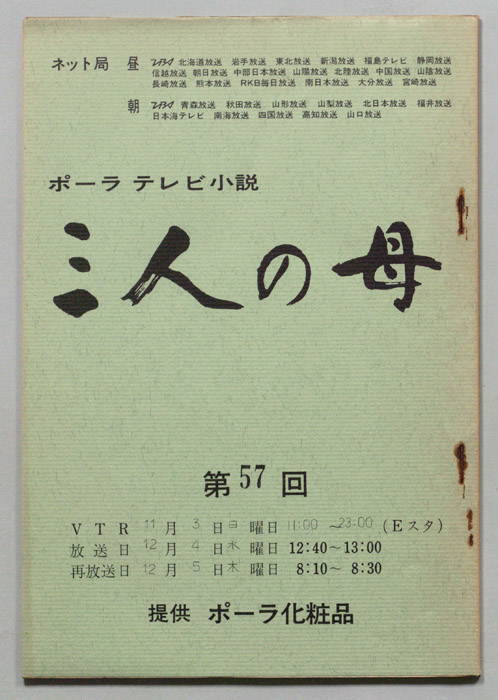 ネット局 昼 TBS 北海道放送 岩手放送 東北放送 新潟放送 福島テレビ 静岡放送
信越放送 朝日放送 中部日本放送 山陽放送 北陸放送 中国放送 山陰放送
長崎放送 熊本放送 RKB毎日放送 南日本放送 大分放送 宮崎放送
朝 TBS 青森放送 秋田放送 山形放送 山梨放送 北日本放送 福井放送
日本海テレビ 南海放送 四国放送 高知放送 山口放送
ポーラ テレビ小説
三人の母
第57回
VTR 11月 3日 日曜日 11:00 ~23:00 (Eスタ)
放送日 12月 4日 水曜日 12:40~13:00
再放送日 12月 5日 木曜日 8:10~ 8:30
提供 ポーラ化粧品